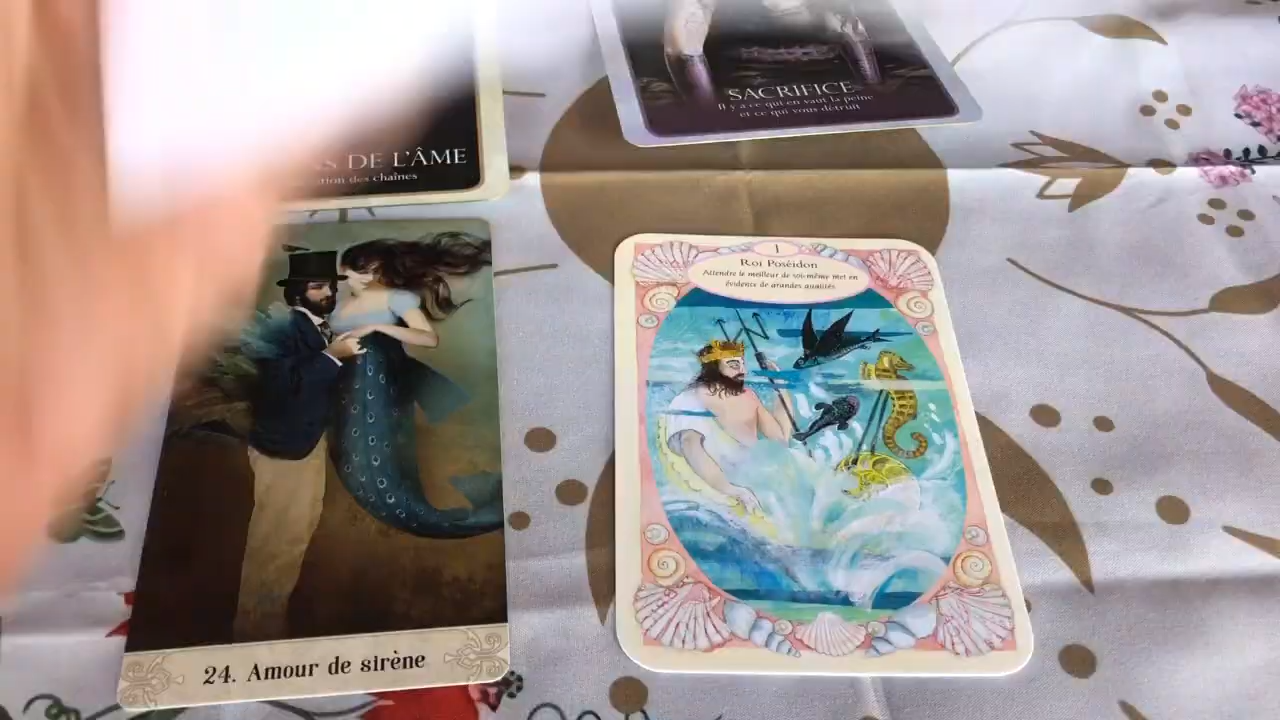 SACRIFICE
Il y a ce qui en vaut la peine
et ce qui vous détruit
DE L'ÂME
des chaînes
1
Roi Poséidon
Attendre le meilleur de soi-même met en
évidence de grandes qualités
24. Amour de sirène